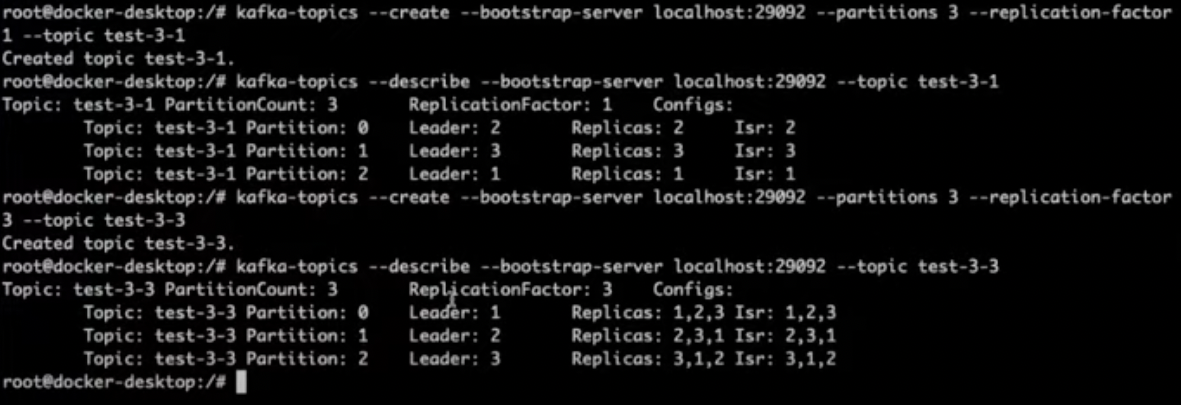 root@docker-desktop:/# kafka-topics --create --bootstrap-server localhost:29092 --partitions 3 --replication-factor
1 --topic test-3-1
Created topic test-3-1.
root@docker-desktop:/# kafka-topics --describe --bootstrap-server localhost:29092 --topic test-3-1
Topic: test-3-1 PartitionCount: 3 ReplicationFactor: 1 Configs:
Topic: test-3-1 Partition: 0 Leader: 2 Replicas: 2 Isr: 2
Topic: test-3-1 Partition: 1 Leader: 3 Replicas: 3 Isr: 3
Topic: test-3-1 Partition: 2 Leader: 1 Replicas: 1 Isr: 1
root@docker-desktop:/# kafka-topics --create --bootstrap-server localhost:29092 --partitions 3 --replication-factor
3 --topic test-3-3
Created topic test-3-3.
root@docker-desktop:/# kafka-topics --describe --bootstrap-server localhost:29092 --topic test-3-3
Topic: test-3-3 PartitionCount: 3 ReplicationFactor: 3 Configs:
Topic: test-3-3 Partition: 0 Leader: 1 Replicas: 1,2,3 Isr: 1,2,3
Topic: test-3-3 Partition: 1 Leader: 2 Replicas: 2,3,1 Isr: 2,3,1
Topic: test-3-3 Partition: 2 Leader: 3 Replicas: 3,1,2 Isr: 3,1,2
root@docker-desktop:/#